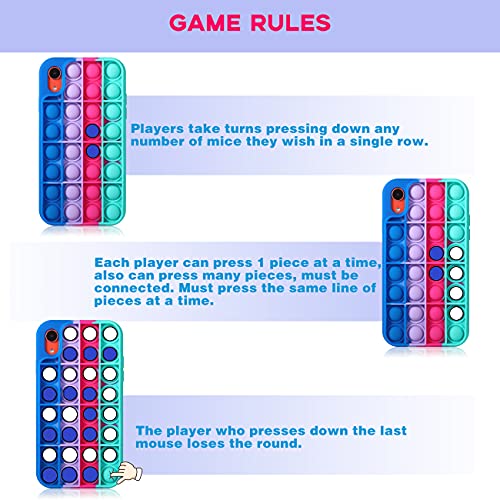 GAME RULES
Players take turns pressing down any
number of mice they wish in a single row.
Each player can press 1 piece at a time,
also can press many pieces, must be
connected. Must press the same line of
pieces at a time.
The player who presses down the last
mouse loses the round.